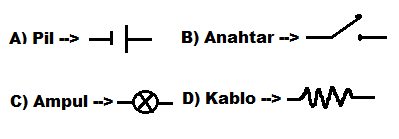 A) Pil -->
B) Anahtar -->
C) Ampul -->
D) Kablo -->